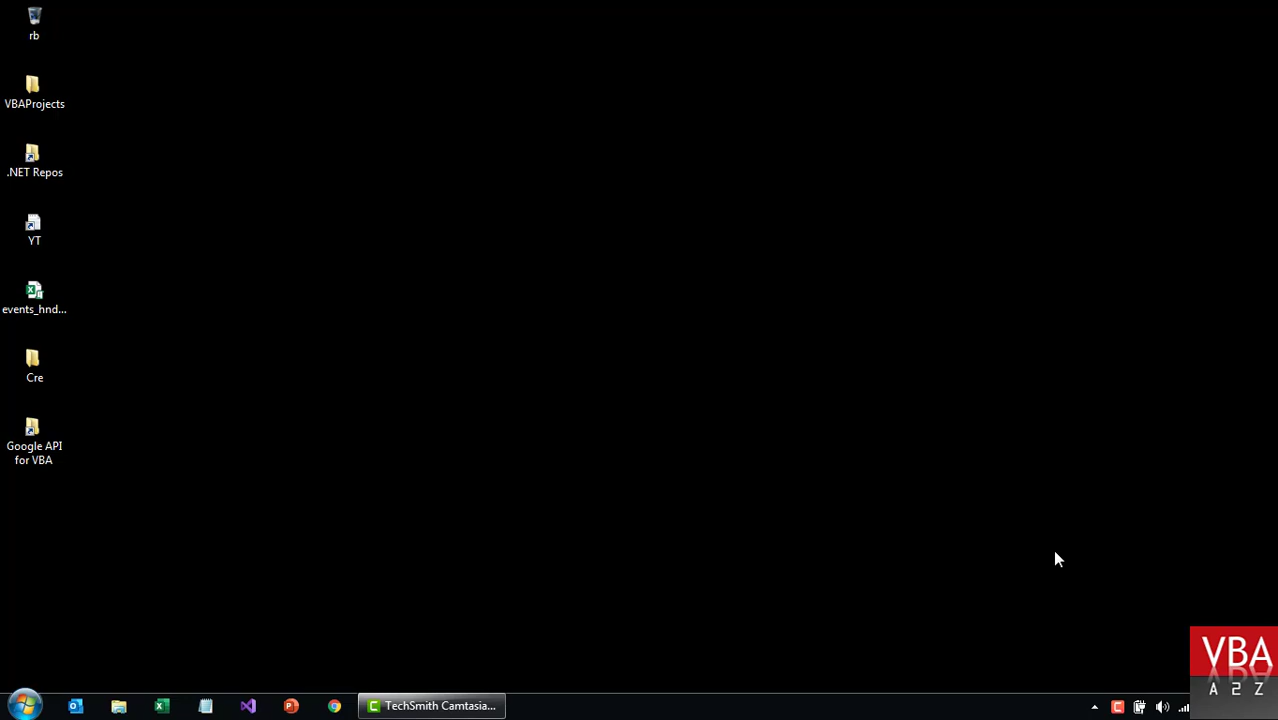 rb
VBAProjects
.NET Repos
YT
events_hnd...
Cre
Google API
for VBA
TechSmith Camtasia...
VBA
A 2 Z